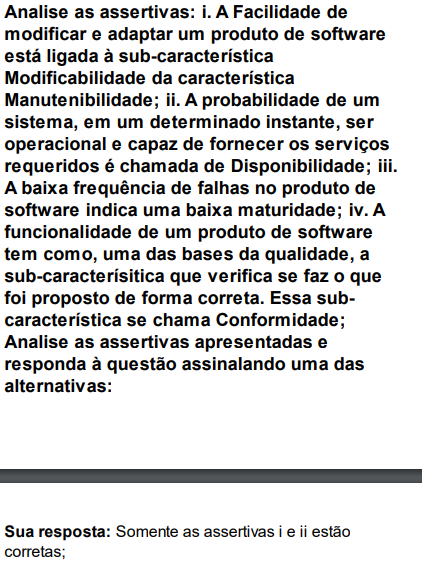 Analise as assertivas: i. A Facilidade de
modificar e adaptar um produto de software
está ligada à sub-característica
Modificabilidade da característica
Manutenibilidade; ii. A probabilidade de um
sistema, em um determinado instante, ser
operacional e capaz de fornecer os serviços
requeridos é chamada de Disponibilidade; iii.
A baixa frequência de falhas no produto de
software indica uma baixa maturidade; iv. A
funcionalidade de um produto de software
tem como, uma das bases da qualidade, a
sub-caracterísitica que verifica se faz o que
foi proposto de forma correta. Essa sub-
característica se chama Conformidade;
Analise as assertivas apresentadas e
responda à questão assinalando uma das
alternativas:
Sua resposta: Somente as assertivas i e ii estão
corretas;